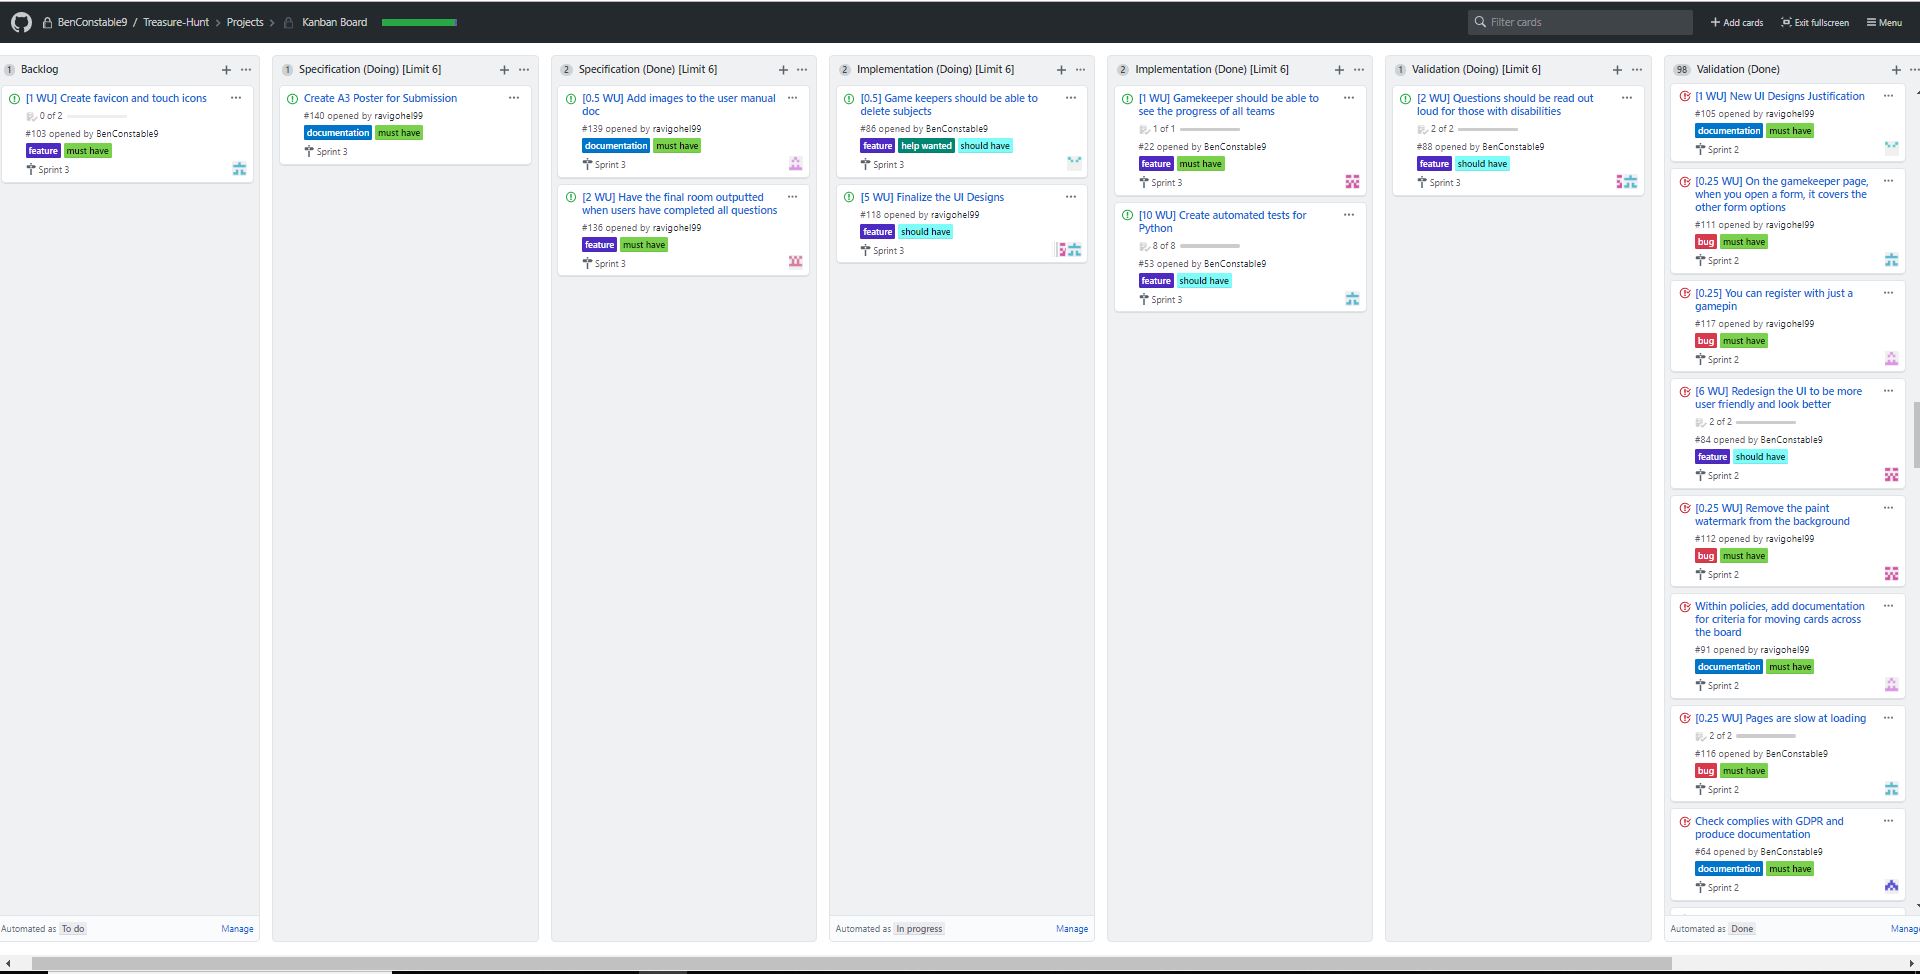 BenConstable9 / Treasure-Hunt > Projects > Kanban Board
Filter cards
Add cards
Exit fullscreen
Menu
1 Backlog
[1 WU] Create favicon and touch icons
0 of 2
#103 opened by BenConstable9
feature must have
Sprint 3
Automated as To do
Manage
1 Specification (Doing) [Limit 6]
Create A3 Poster for Submission
#140 opened by ravigohel99
documentation must have
Sprint 3
2 Specification (Done) [Limit 6]
[0.5 WU] Add images to the user manual
doc
#139 opened by ravigohel99
documentation must have
Sprint 3
[2 WU] Have the final room outputted
when users have completed all questions
#136 opened by ravigohel99
feature must have
Sprint 3
2 Implementation (Doing) [Limit 6]
[0.5] Game keepers should be able to
delete subjects
#86 opened by BenConstable9
feature help wanted should have
Sprint 3
[5 WU] Finalize the UI Designs
#118 opened by ravigohel99
feature should have
Sprint 3
Automated as In progress
Manage
2 Implementation (Done) [Limit 6]
[1 WU] Gamekeeper should be able to
see the progress of all teams
1 of 1
#22 opened by BenConstable9
feature must have
Sprint 3
[10 WU] Create automated tests for
Python
8 of 8
#53 opened by BenConstable9
feature should have
Sprint 3
1 Validation (Doing) [Limit 6]
[2 WU] Questions should be read out
loud for those with disabilities
2 of 2
#88 opened by BenConstable9
feature should have
Sprint 3
98 Validation (Done)
[1 WU] New UI Designs Justification
#105 opened by ravigohel99
documentation must have
Sprint 2
[0.25 WU] On the gamekeeper page,
when you open a form, it covers the
other form options
#111 opened by ravigohel99
bug must have
Sprint 2
[0.25] You can register with just a
gamepin
#117 opened by ravigohel99
bug must have
Sprint 2
[6 WU] Redesign the UI to be more
user friendly and look better
2 of 2
#84 opened by BenConstable9
feature should have
Sprint 2
[0.25 WU] Remove the paint
watermark from the background
#112 opened by ravigohel99
bug must have
Sprint 2
Within policies, add documentation
for criteria for moving cards across
the board
#91 opened by ravigohel99
documentation must have
Sprint 2
[0.25 WU] Pages are slow at loading
2 of 2
#116 opened by BenConstable9
bug must have
Sprint 2
Check complies with GDPR and
produce documentation
#64 opened by BenConstable9
documentation must have
Sprint 2
Automated as Done
Manage